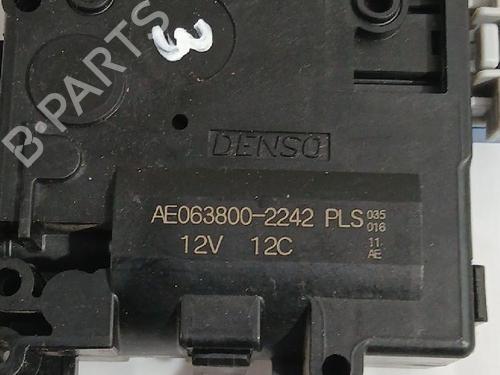 3
B-PARTS
DENSO
AE063800-2242 PLS 035 016
12V 12C 11 AE